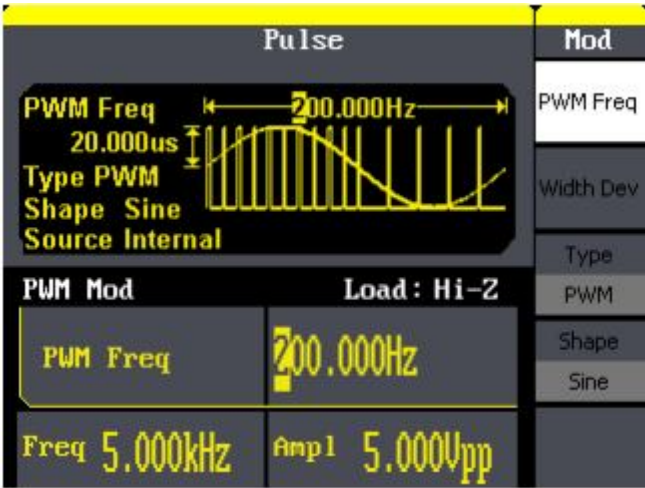 Pulse
Mod
PWM Freq
200.000Hz
20.000us
Type PWM
Shape Sine
Source Internal
PWM Mod
Load: Hi-Z
PWM Freq
200.000Hz
Freq 5.000kHz
Ampl 5.000Vpp
PWM Freq
Width Dev
Type
PWM
Shape
Sine